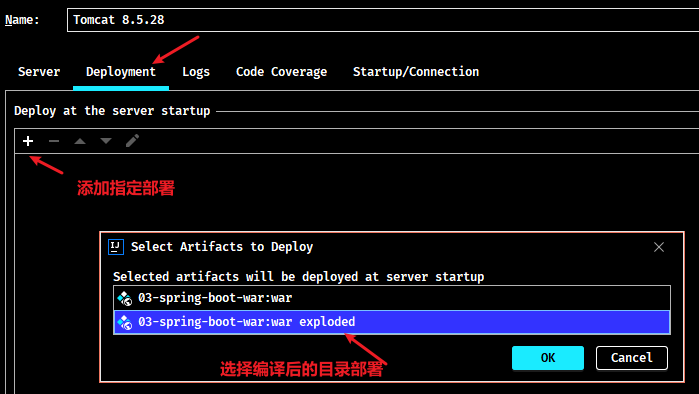 Name: Tomcat 8.5.28
Server Deployment Logs Code Coverage Startup/Connection
Deploy at the server startup
添加指定部署
Select Artifacts to Deploy
Selected artifacts will be deployed at server startup
03-spring-boot-war:war
03-spring-boot-war:war exploded
选择编译后的目录部署
OK Cancel